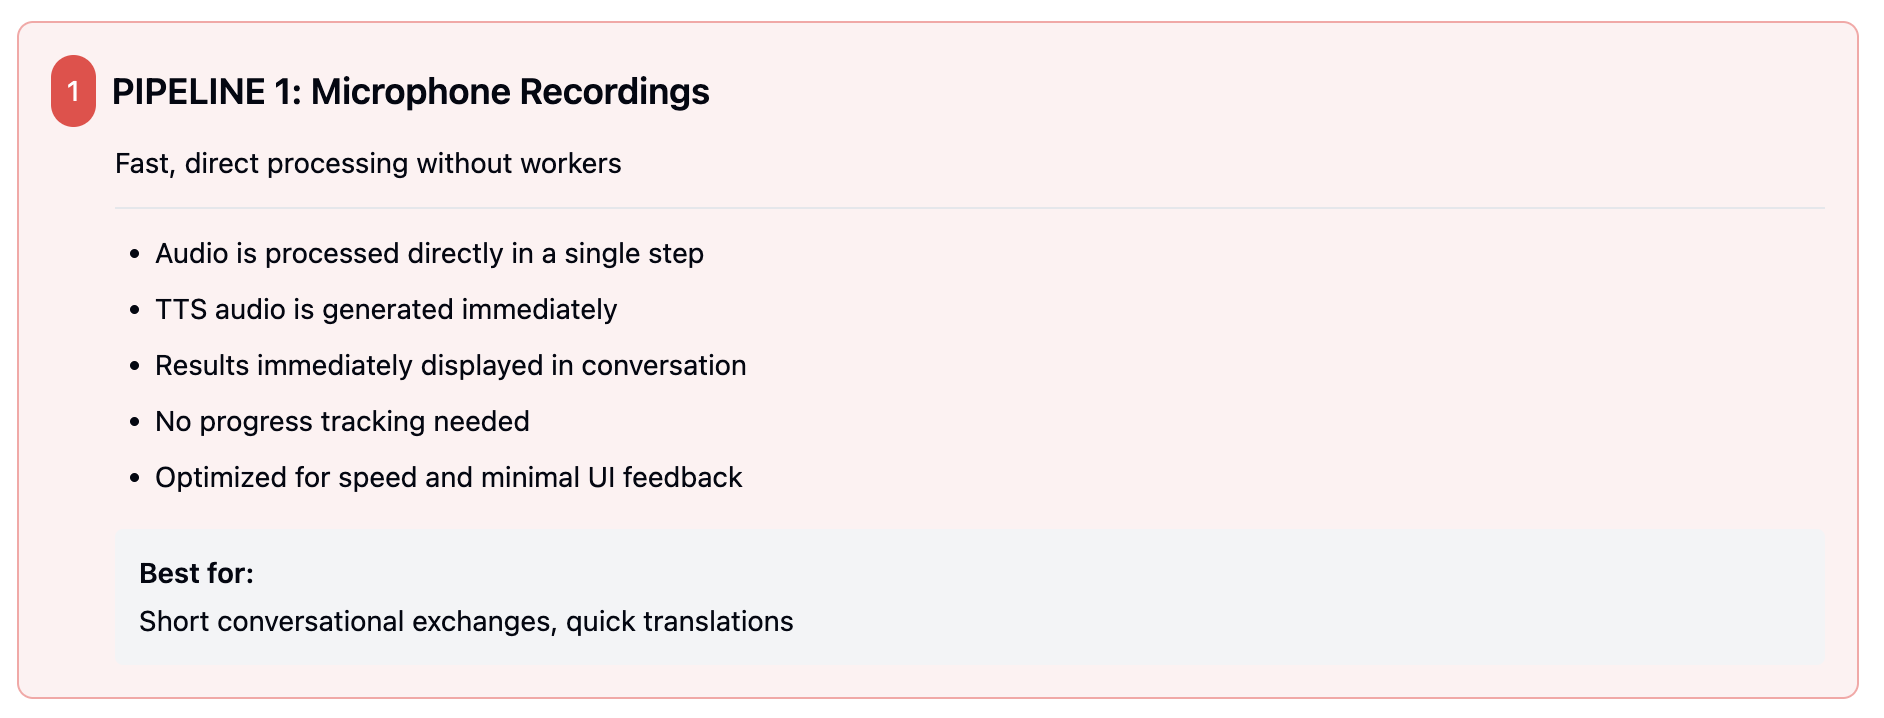 1
PIPELINE 1: Microphone Recordings
Fast, direct processing without workers
• Audio is processed directly in a single step
• TTS audio is generated immediately
• Results immediately displayed in conversation
• No progress tracking needed
• Optimized for speed and minimal UI feedback
Best for:
Short conversational exchanges, quick translations